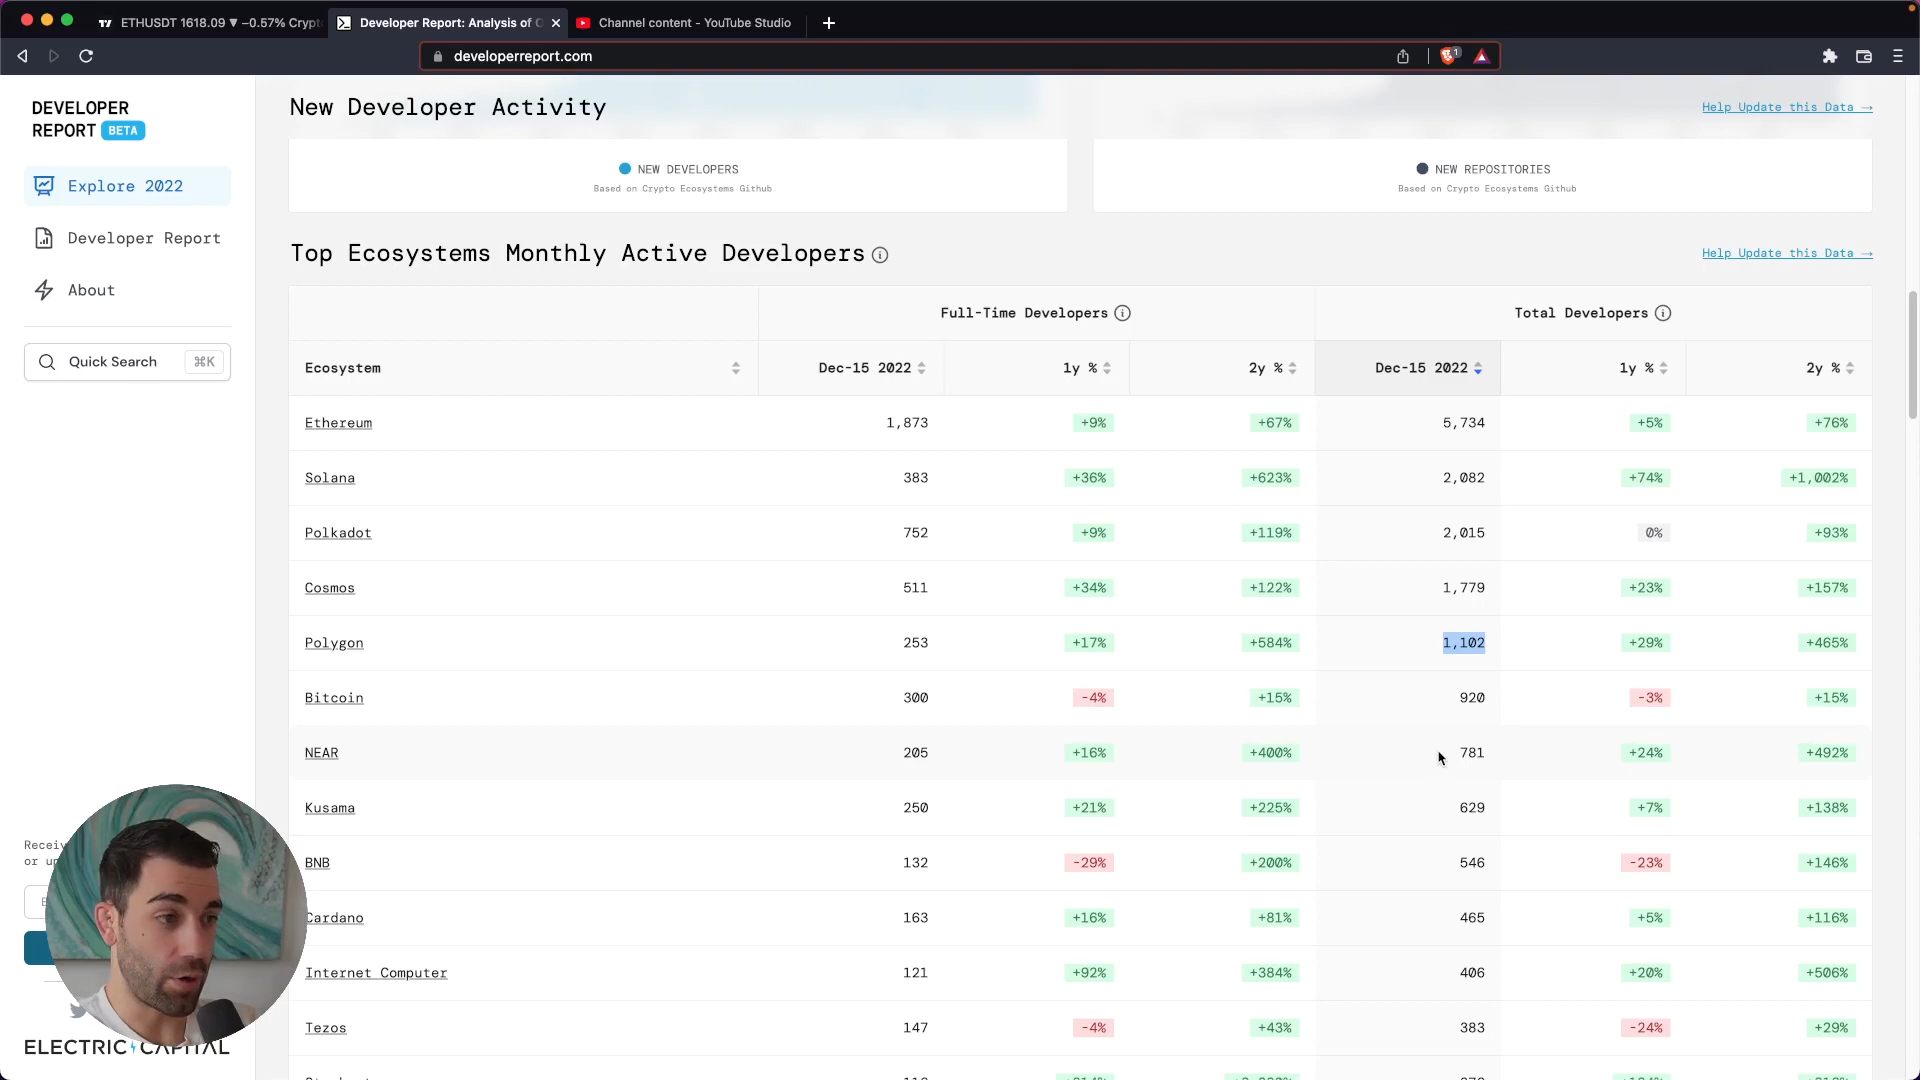 ETHUSDT 1618.09 ▼ −0.57% Crypt
Developer Report: Analysis of
Channel content - YouTube Studio
developerreport.com
1
DEVELOPER
REPORT BETA
Explore 2022
Developer Report
About
Quick Search ⌘K
New Developer Activity
Help Update this Data →
NEW DEVELOPERS
Based on Crypto Ecosystems Github
NEW REPOSITORIES
Based on Crypto Ecosystems Github
Top Ecosystems Monthly Active Developers
Help Update this Data →
Full-Time Developers Total Developers
Ecosystem Dec-15 2022 1y % 2y % Dec-15 2022 1y % 2y %
Ethereum 1,873 +9% +67% 5,734 +5% +76%
Solana 383 +36% +623% 2,082 +74% +1,002%
Polkadot 752 +9% +119% 2,015 0% +93%
Cosmos 511 +34% +122% 1,779 +23% +157%
Polygon 253 +17% +584% 1,102 +29% +465%
Bitcoin 300 -4% +15% 920 -3% +15%
NEAR 205 +16% +400% 781 +24% +492%
Kusama 250 +21% +225% 629 +7% +138%
BNB 132 -29% +200% 546 -23% +146%
Cardano 163 +16% +81% 465 +5% +116%
Internet Computer 121 +92% +384% 406 +20% +506%
Tezos 147 -4% +43% 383 -24% +29%
Recei
or u
ELECTRIC CAPITAL